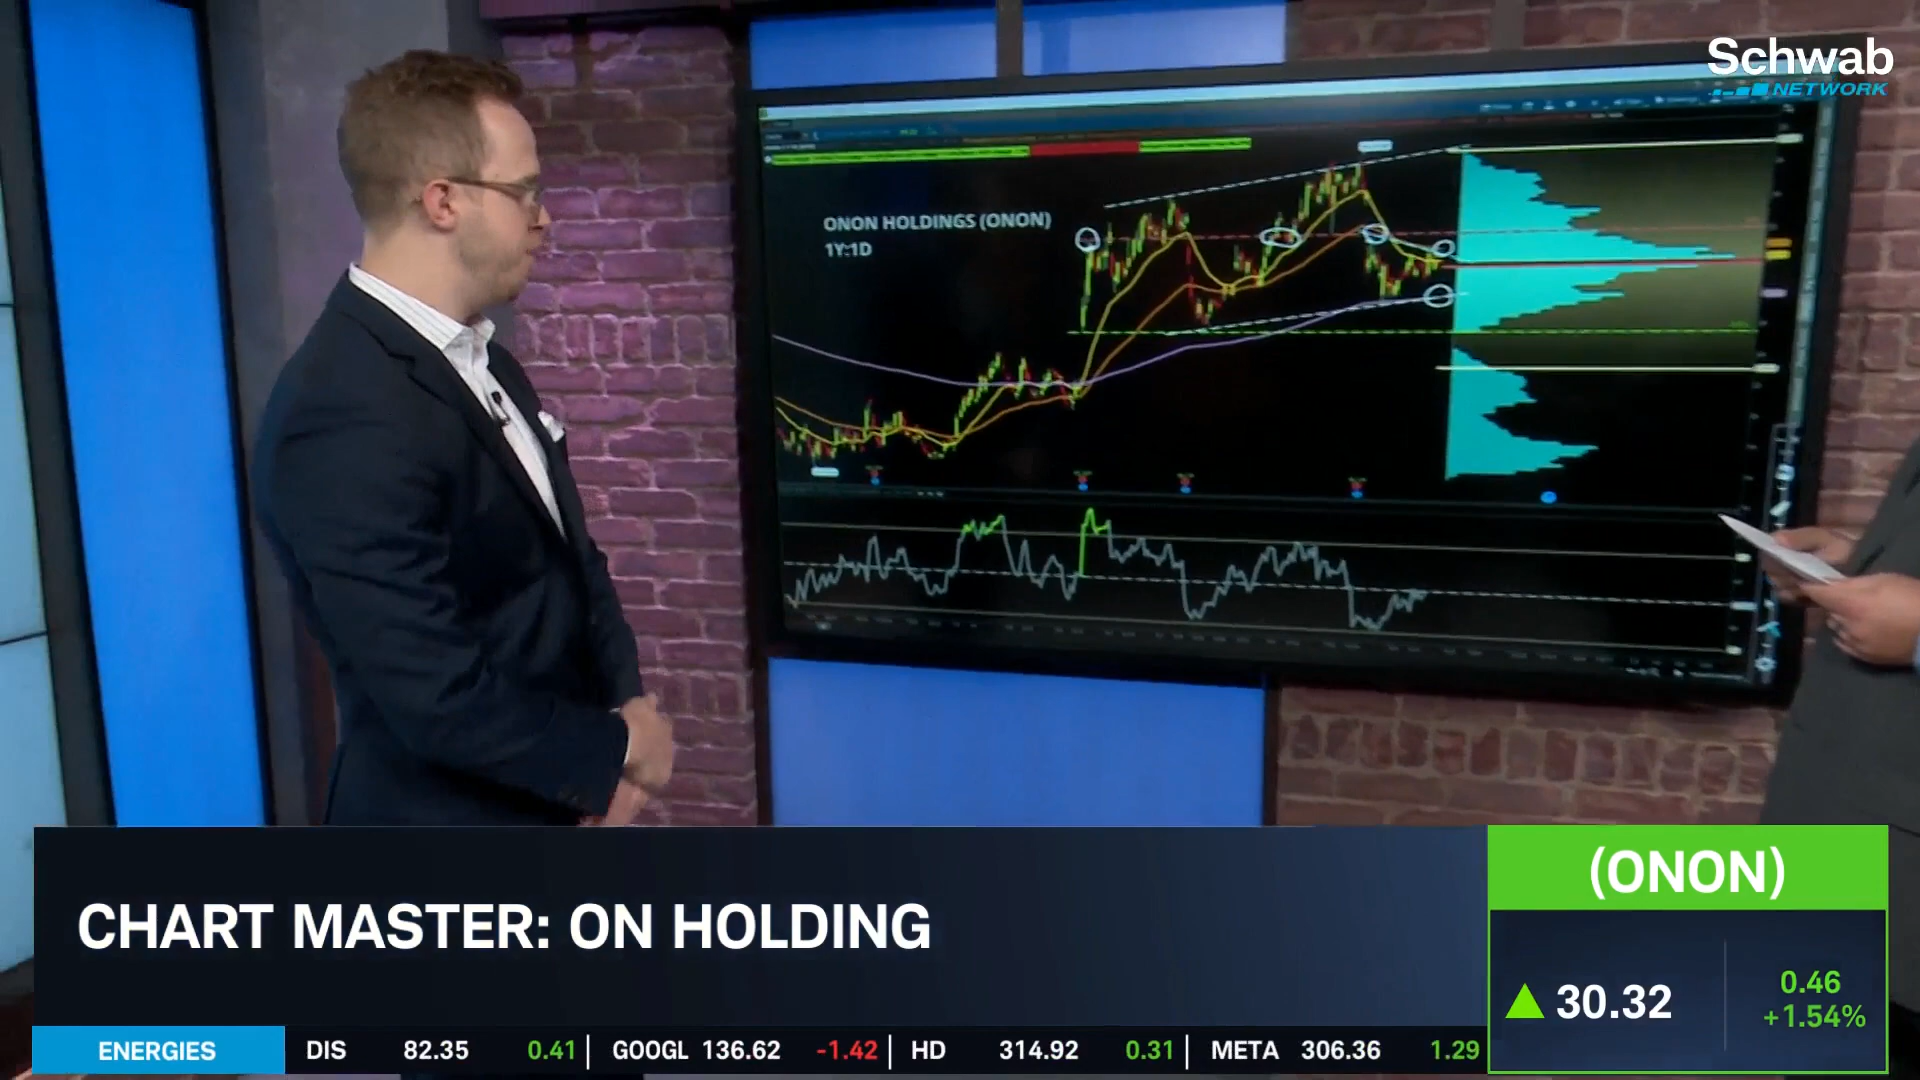 Schwab
NETWORK
ONON HOLDINGS (ONON)
1Y:1D
CHART MASTER: ON HOLDING
(ONON)
30.32
0.46
+1.54%
ENERGIES
DIS 82.35 0.41 GOOGL 136.62 -1.42 HD 314.92 0.31 META 306.36 1.29